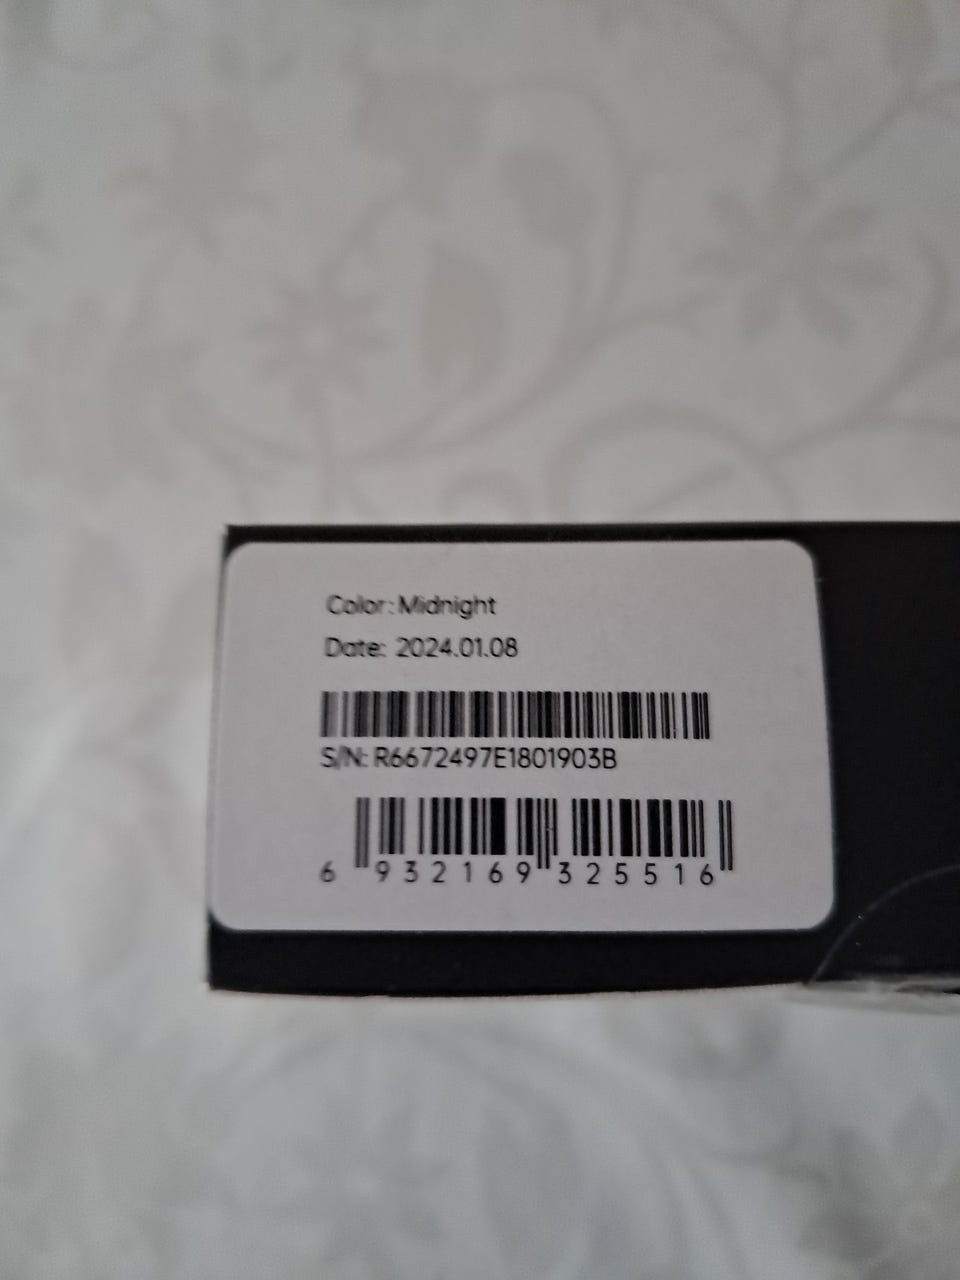 Color: Midnight
Date: 2024.01.08
S/N: R6672497E1801903B
6 932169 325516